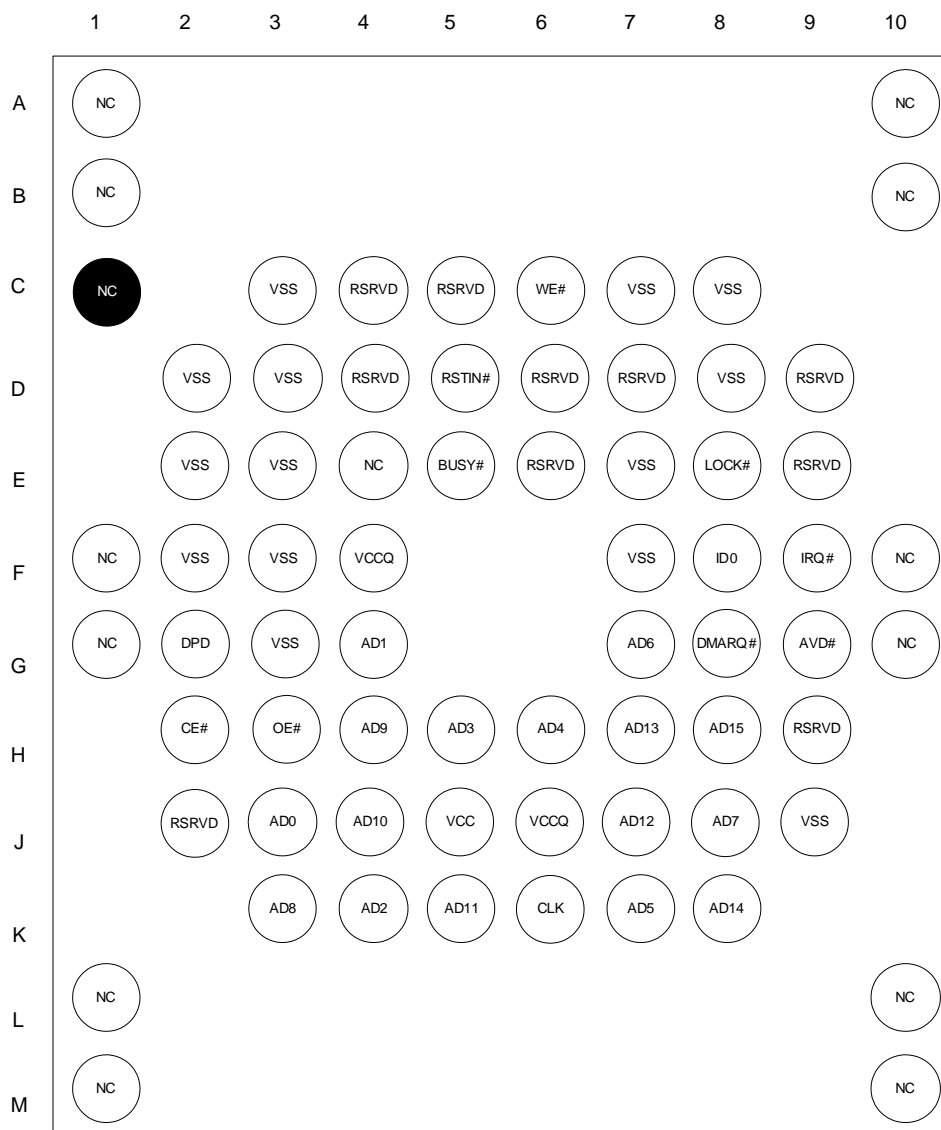 1 2 3 4 5 6 7 8 9 10
A NC NC
B NC NC
C NC VSS RSRVD RSRVD WE# VSS VSS
D VSS VSS RSRVD RSTIN# RSRVD RSRVD VSS RSRVD
E VSS VSS NC BUSY# RSRVD VSS LOCK# RSRVD
F NC VSS VSS VCCQ VSS ID0 IRQ# NC
G NC DPD VSS AD1 AD6 DMARQ# AVD# NC
H CE# OE# AD9 AD3 AD4 AD13 AD15 RSRVD
J RSRVD AD0 AD10 VCC VCCQ AD12 AD7 VSS
K AD8 AD2 AD11 CLK AD5 AD14
L NC NC
M NC NC